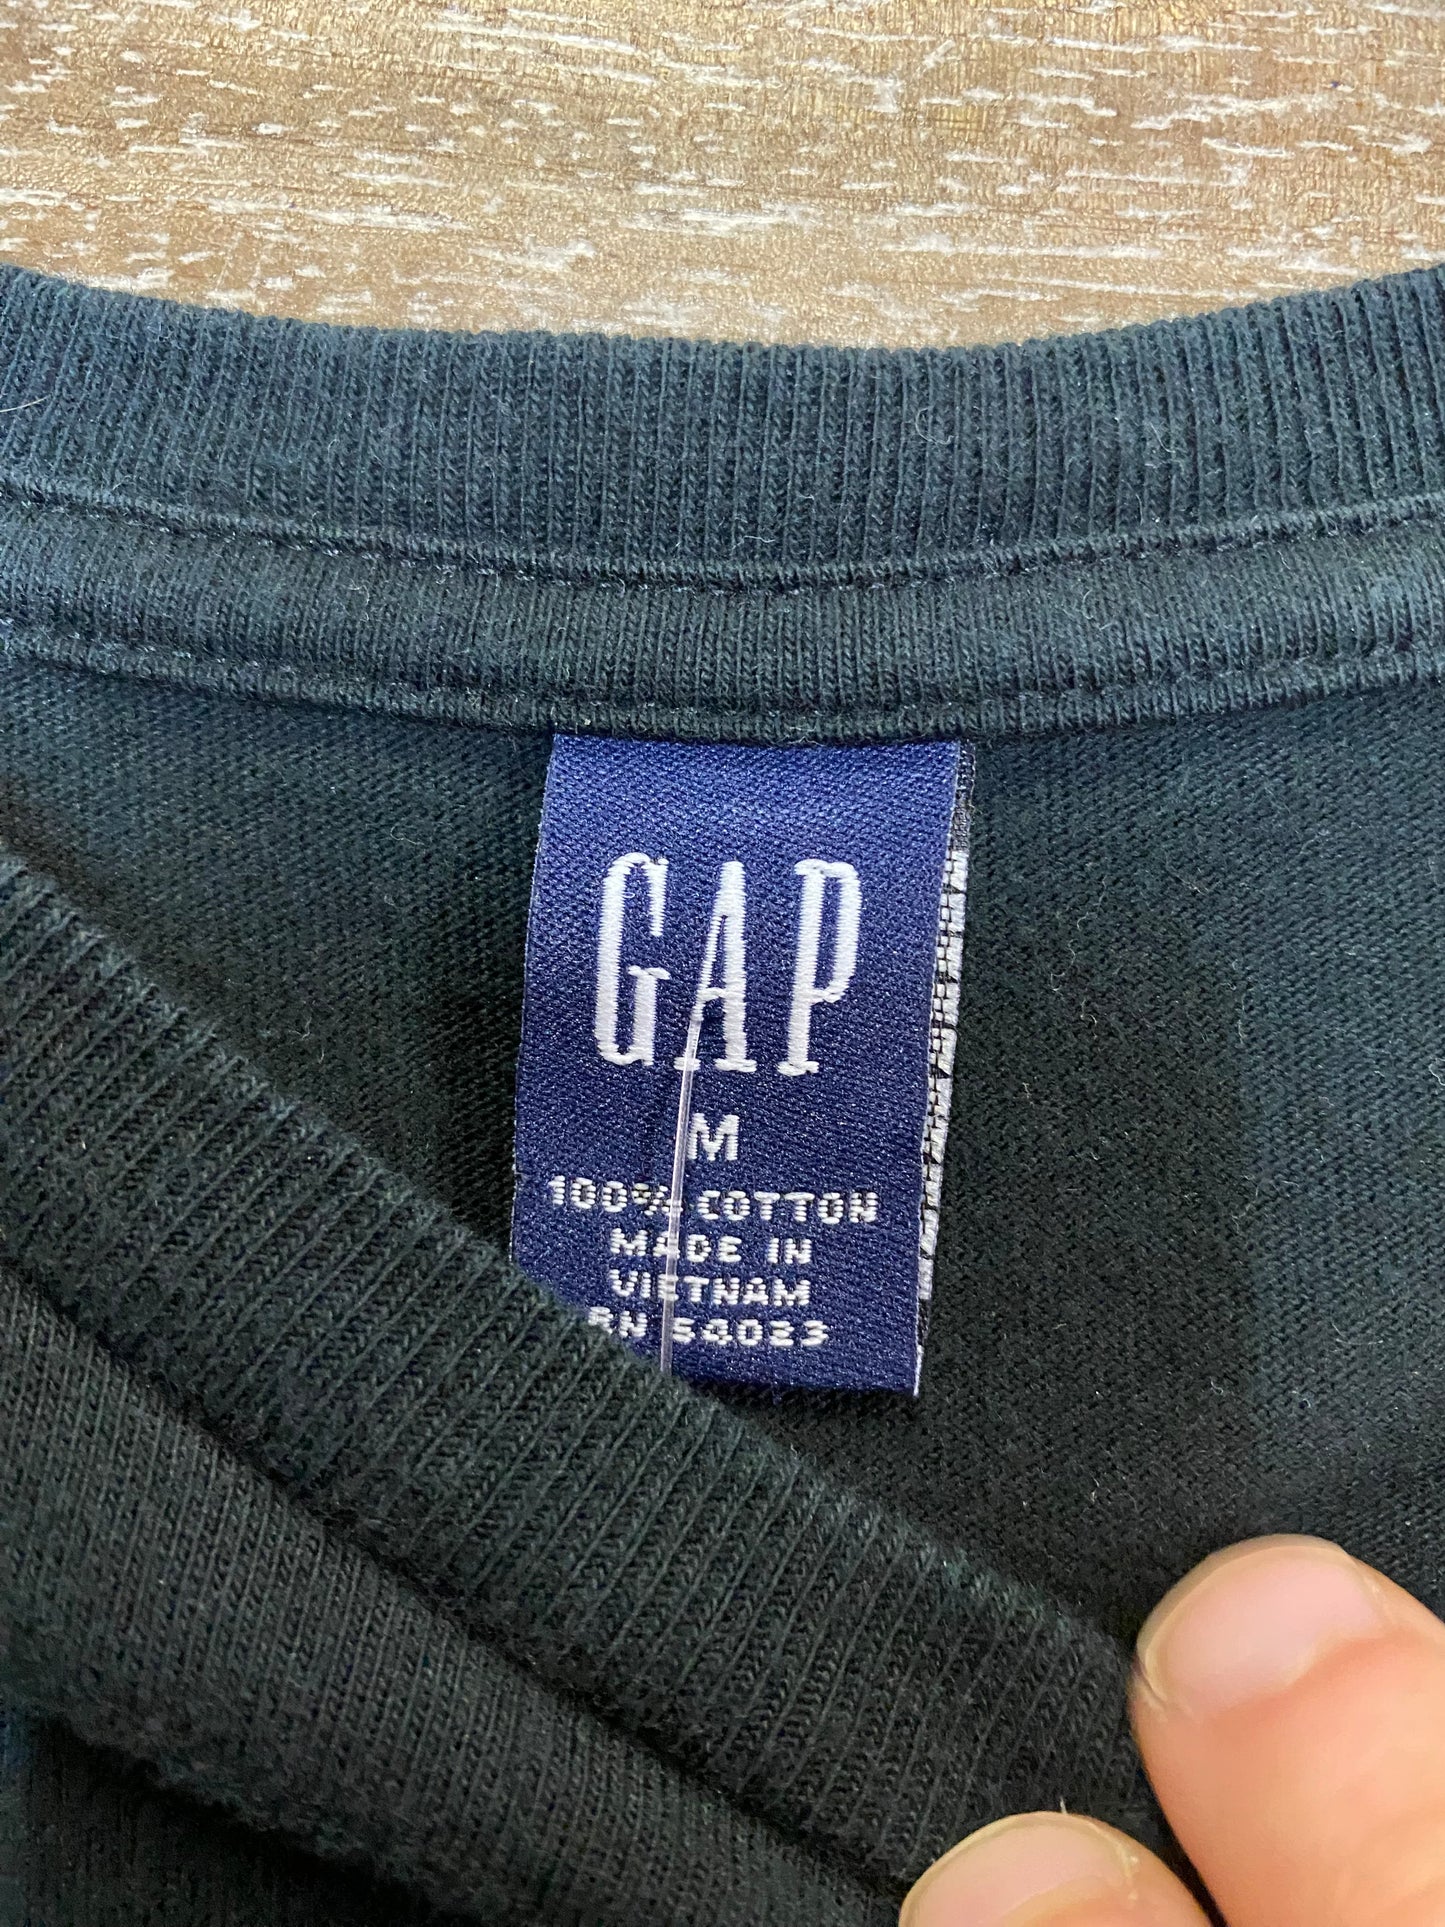 GAP
M
100% COTTON
MADE IN
VIETNAM
RN 54023